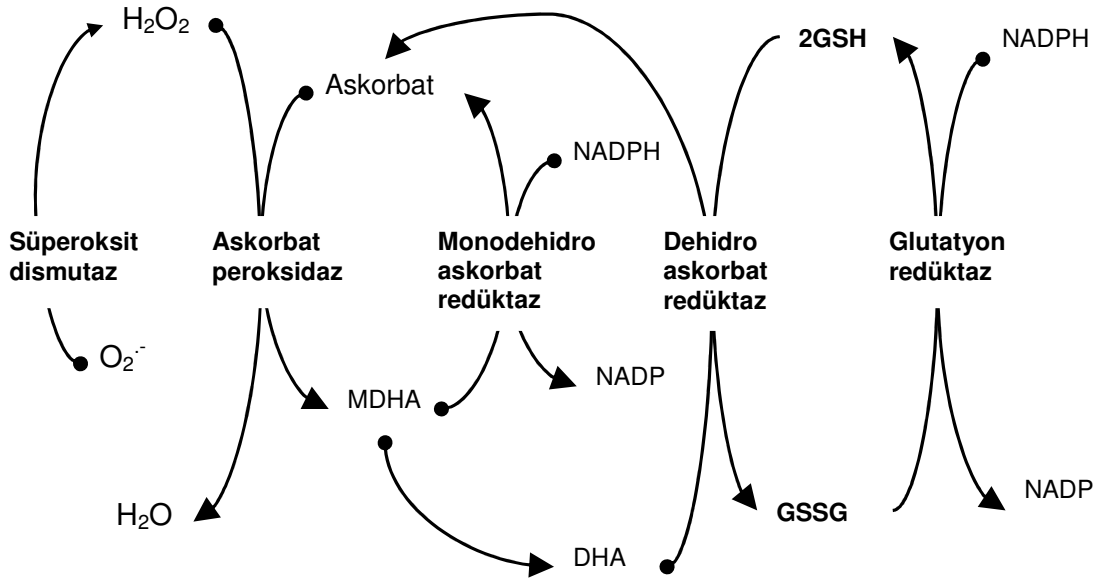 H₂O₂
2GSH
NADPH
Askorbat
NADPH
Süperoksit
dismutaz
Askorbat
peroksidaz
Monodehidro
askorbat
redüktaz
Dehidro
askorbat
redüktaz
Glutatyon
redüktaz
O₂·-
NADP
MDHA
H₂O
GSSG
NADP
DHA